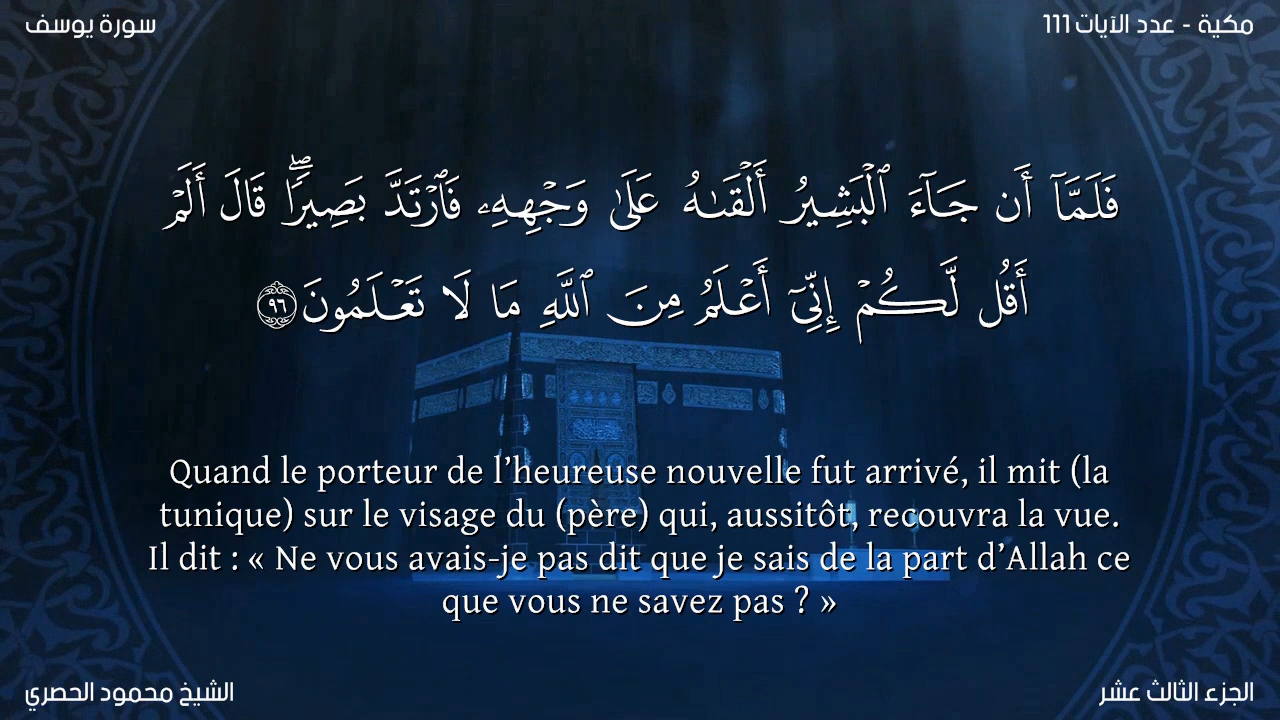 سورة يوسف
مكية - عدد الآيات 111
فَلَمَّآ أَن جَآءَ ٱلْبَشِيرُ أَلْقَىٰهُ عَلَىٰ وَجْهِهِۦ فَٱرْتَدَّ بَصِيرًۭا ۖ قَالَ أَلَمْ
أَقُل لَّكُمْ إِنِّىٓ أَعْلَمُ مِنَ ٱللَّهِ مَا لَا تَعْلَمُونَ ٩٦
Quand le porteur de l’heureuse nouvelle fut arrivé, il mit (la
tunique) sur le visage du (père) qui, aussitôt, recouvra la vue.
Il dit : « Ne vous avais-je pas dit que je sais de la part d’Allah ce
que vous ne savez pas ? »
الشيخ محمود الحصري
الجزء الثالث عشر